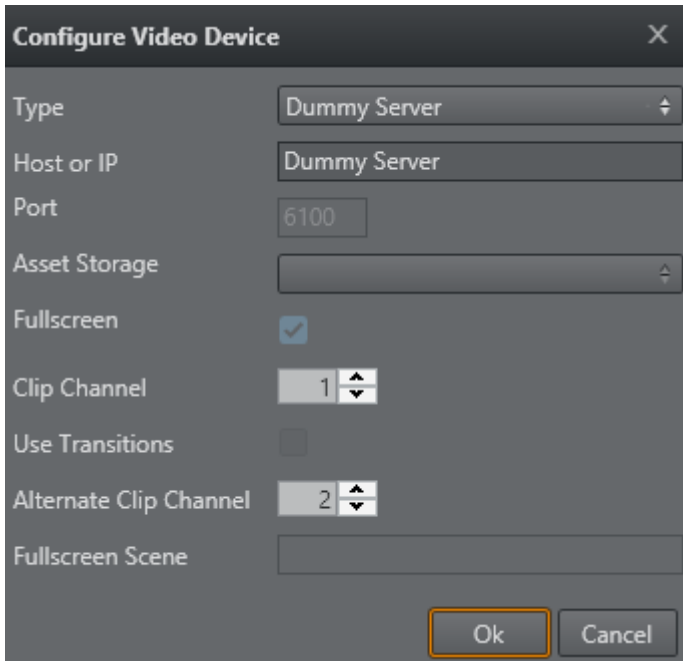 Configure Video Device
Type Dummy Server
Host or IP Dummy Server
Port 6100
Asset Storage
Fullscreen
Clip Channel 1
Use Transitions
Alternate Clip Channel 2
Fullscreen Scene
Ok Cancel